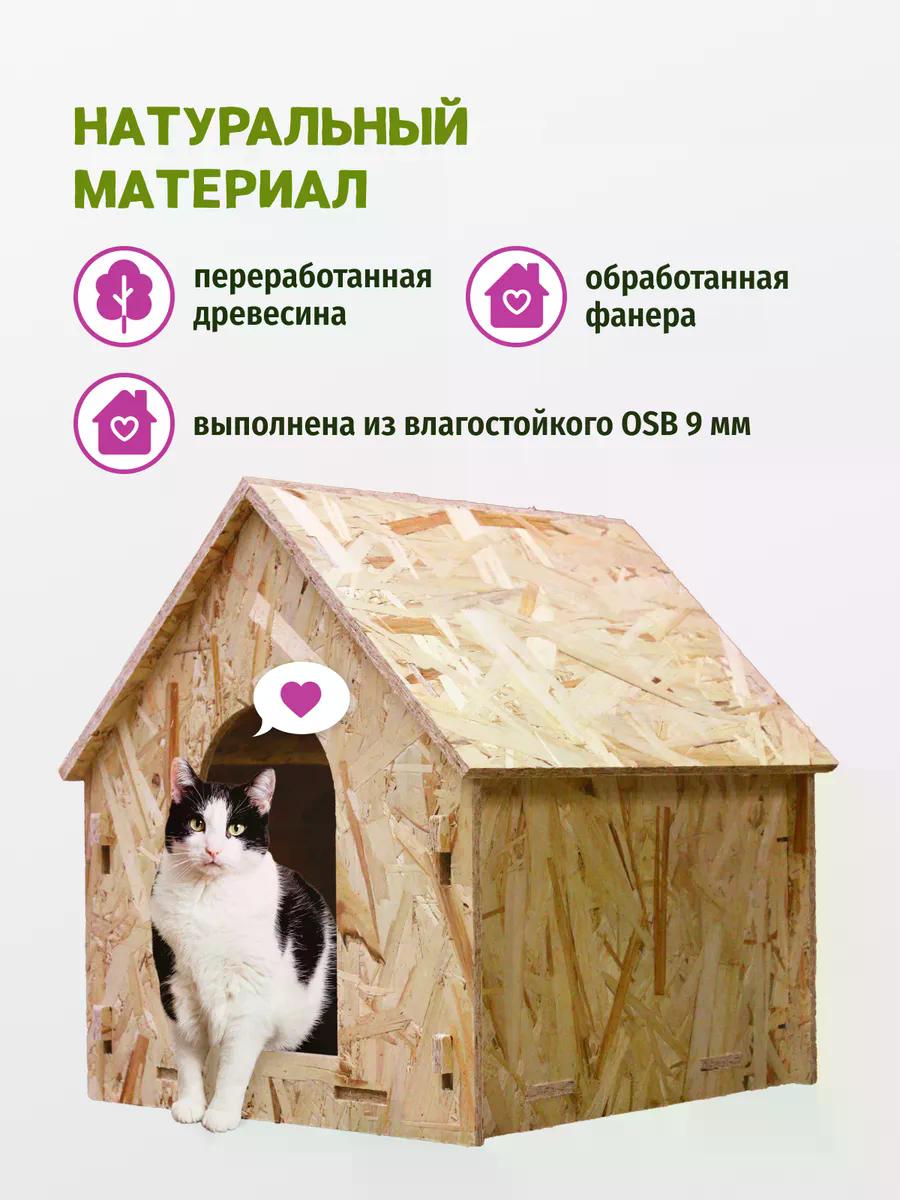 НАТУРАЛЬНЫЙ
МАТЕРИАЛ
переработанная
древесина
обработанная
фанера
выполнена из влагостойкого OSB 9 мм